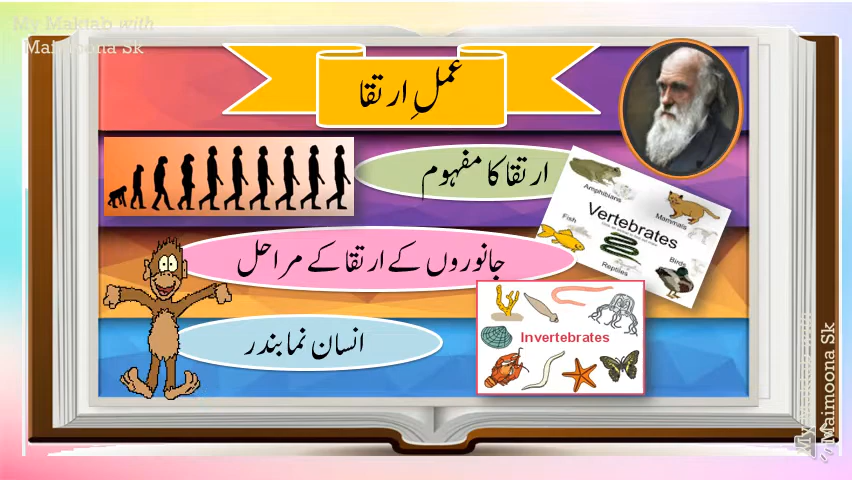 My Maktab with
Maimoona Sk
عملِ ارتقا
ارتقا کا مفہوم
Amphibians
Mammals
Vertebrates
Fish
Reptiles
Birds
جانوروں کے ارتقا کے مراحل
Invertebrates
انسان نما بندر
Maimoona Sk